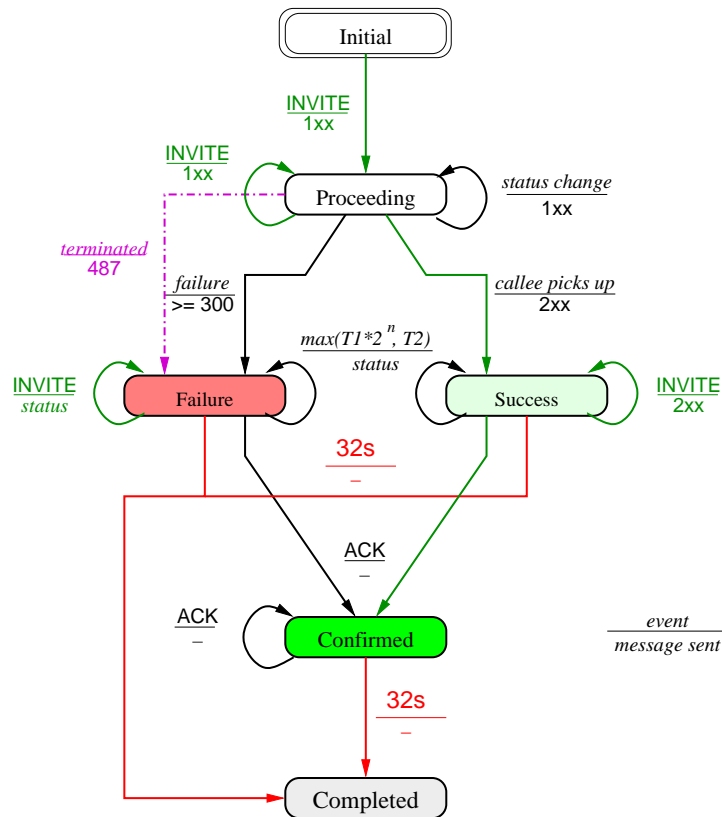 Initial
INVITE
1xx
INVITE
1xx
Proceeding
status change
1xx
terminated
487
failure
>= 300
callee picks up
2xx
max(T1*2^n, T2)
status
INVITE
status
Failure
Success
INVITE
2xx
32s
–
ACK
–
ACK
–
Confirmed
event
message sent
32s
–
Completed